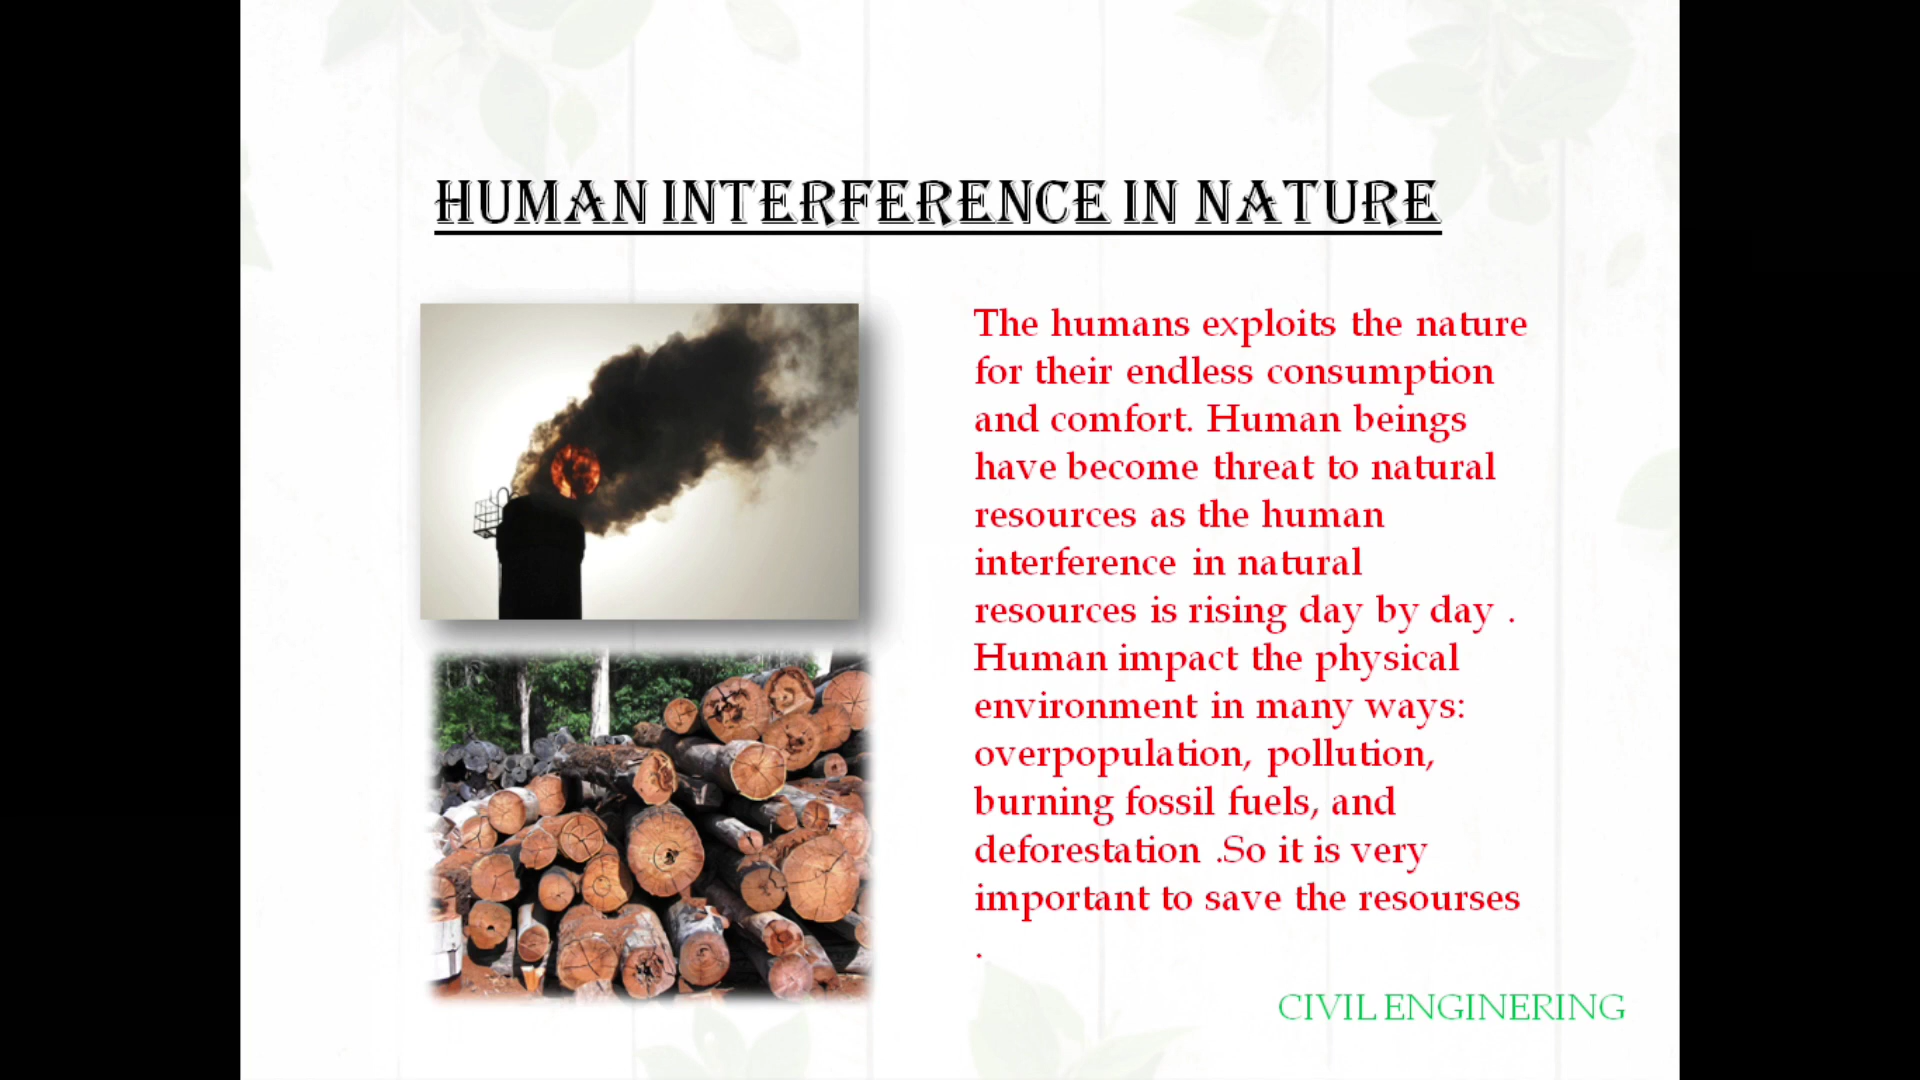 HUMAN INTERFERENCE IN NATURE
The humans exploits the nature
for their endless consumption
and comfort. Human beings
have become threat to natural
resources as the human
interference in natural
resources is rising day by day .
Human impact the physical
environment in many ways:
overpopulation, pollution,
burning fossil fuels, and
deforestation .So it is very
important to save the resourses
.
CIVIL ENGINERING